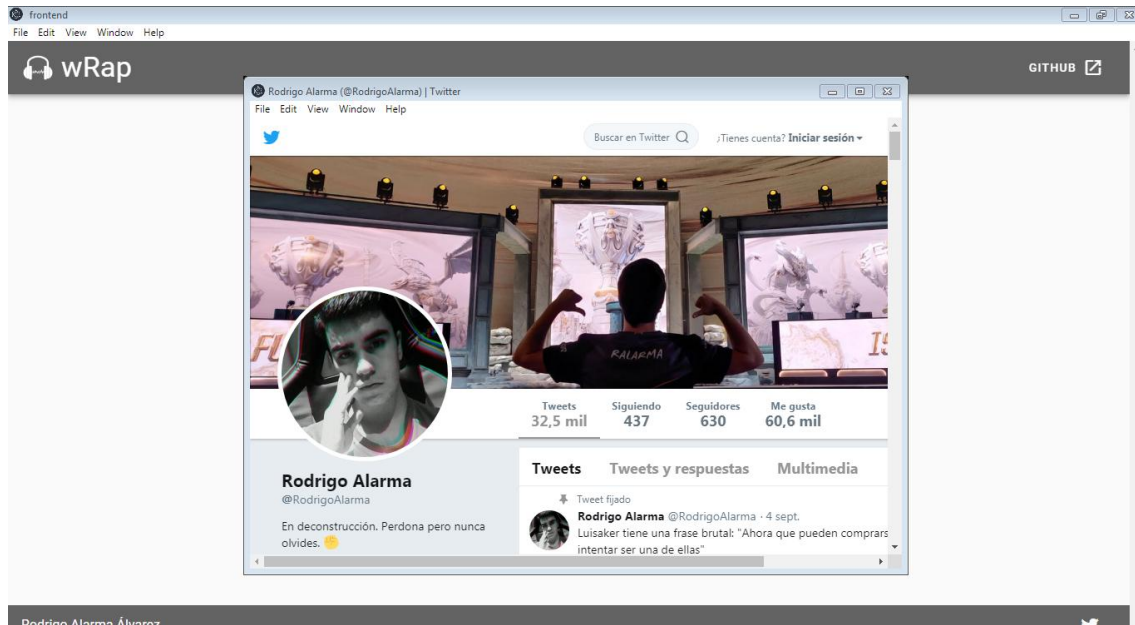 frontend
File Edit View Window Help
wRap
GITHUB
Rodrigo Alarma (@RodrigoAlarma) | Twitter
File Edit View Window Help
Buscar en Twitter
¿Tienes cuenta? Iniciar sesión
RALARMA
Tweets Siguiendo Seguidores Me gusta
32,5 mil 437 630 60,6 mil
Rodrigo Alarma
@RodrigoAlarma
En deconstrucción. Perdona pero nunca
olvides. ✊
Tweets Tweets y respuestas Multimedia
Tweet fijado
Rodrigo Alarma @RodrigoAlarma · 4 sept.
Luisaker tiene una frase brutal: "Ahora que pueden comprars
intentar ser una de ellas"
Rodrigo Alarma Álvarez